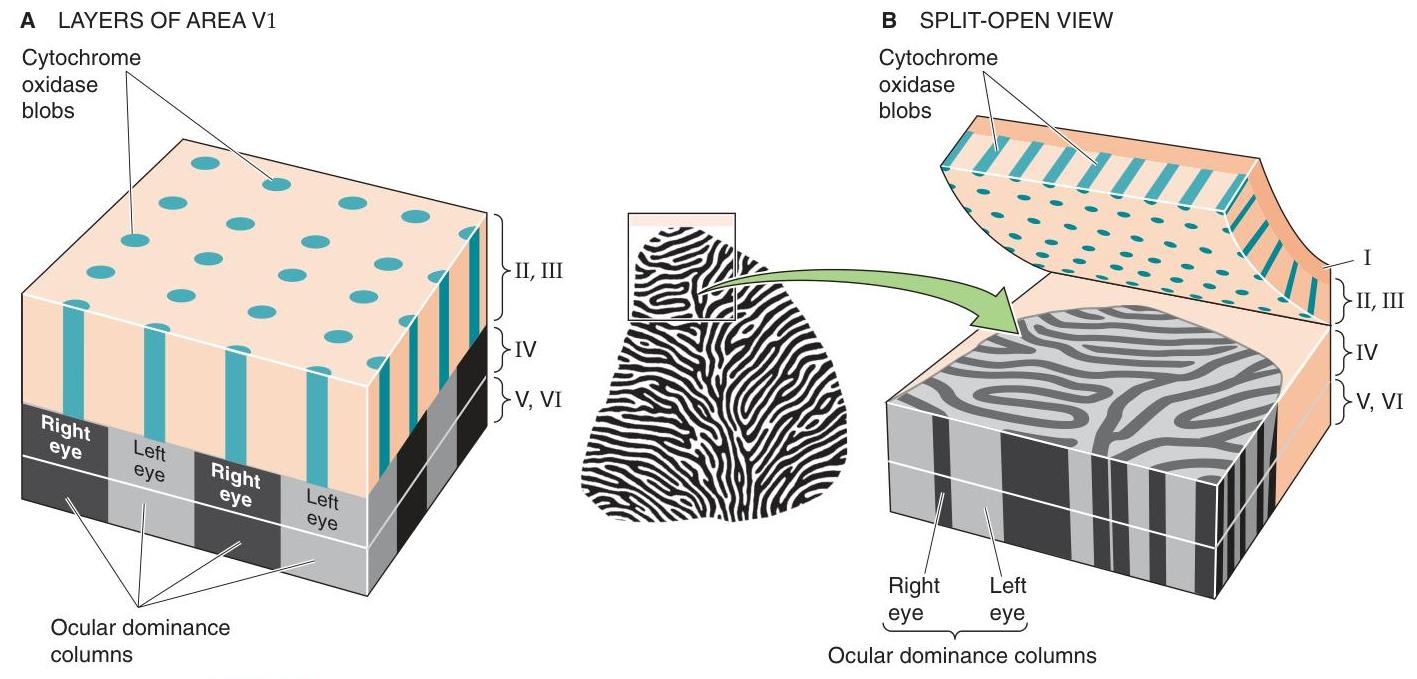 A LAYERS OF AREA V1
Cytochrome
oxidase
blobs
II, III
IV
V, VI
Right
eye
Left
eye
Right
eye
Left
eye
Ocular dominance
columns
B SPLIT-OPEN VIEW
Cytochrome
oxidase
blobs
I
II, III
IV
V, VI
Right
eye
Left
eye
Ocular dominance columns